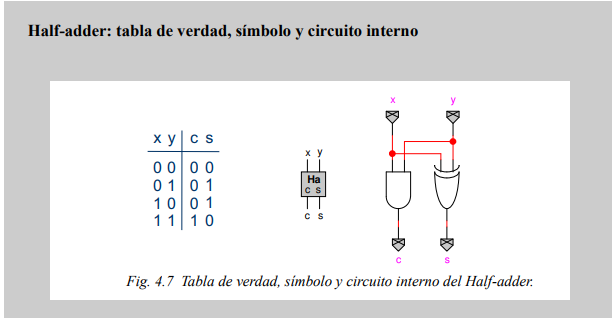 Half-adder: tabla de verdad, símbolo y circuito interno
x y c s
0 0 0 0
0 1 0 1
1 0 0 1
1 1 1 0
x y
Ha
c s
c s
x y
c s
Fig. 4.7 Tabla de verdad, símbolo y circuito interno del Half-adder.